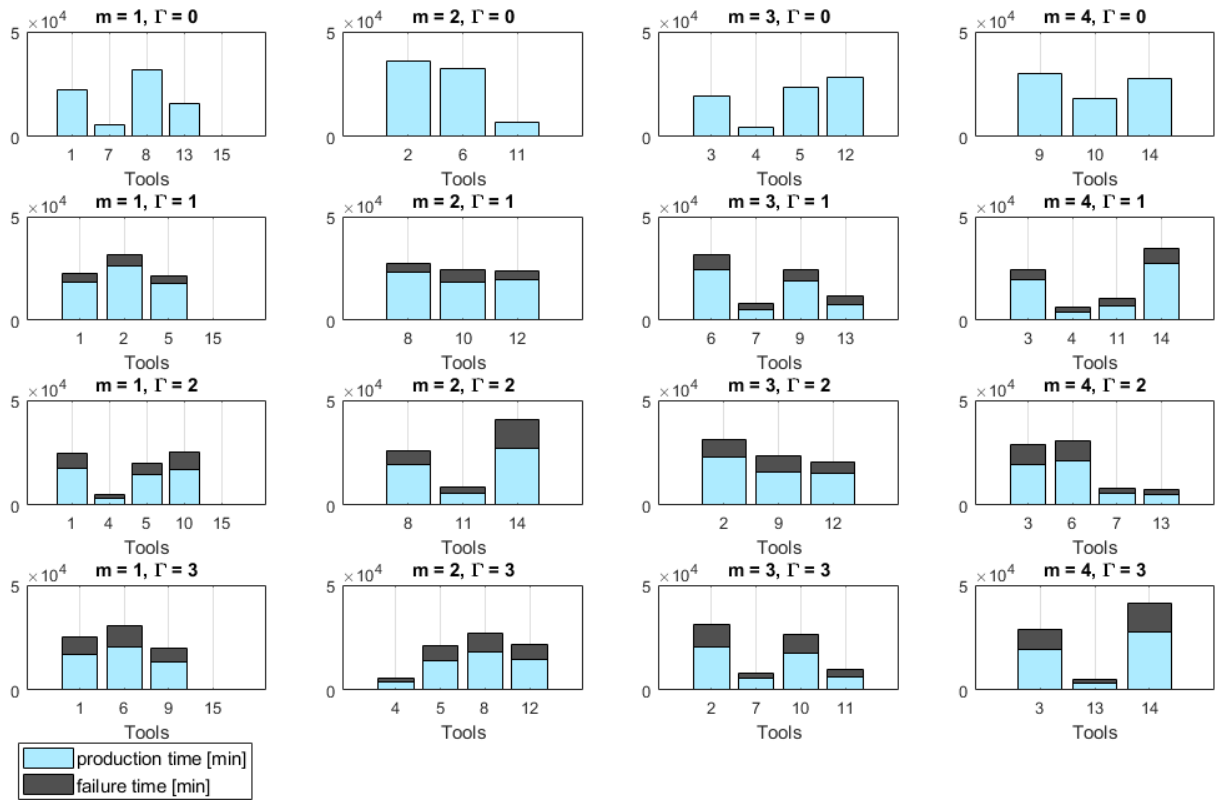 m = 1, Γ = 0
×10⁴
5
0
1 7 8 13 15
Tools
m = 2, Γ = 0
×10⁴
5
0
2 6 11
Tools
m = 3, Γ = 0
×10⁴
5
0
3 4 5 12
Tools
m = 4, Γ = 0
×10⁴
5
0
9 10 14
Tools
m = 1, Γ = 1
×10⁴
5
0
1 2 5 15
Tools
m = 2, Γ = 1
×10⁴
5
0
8 10 12
Tools
m = 3, Γ = 1
×10⁴
5
0
6 7 9 13
Tools
m = 4, Γ = 1
×10⁴
5
0
3 4 11 14
Tools
m = 1, Γ = 2
×10⁴
5
0
1 4 5 10 15
Tools
m = 2, Γ = 2
×10⁴
5
0
8 11 14
Tools
m = 3, Γ = 2
×10⁴
5
0
2 9 12
Tools
m = 4, Γ = 2
×10⁴
5
0
3 6 7 13
Tools
m = 1, Γ = 3
×10⁴
5
0
1 6 9 15
Tools
m = 2, Γ = 3
×10⁴
5
0
4 5 8 12
Tools
m = 3, Γ = 3
×10⁴
5
0
2 7 10 11
Tools
m = 4, Γ = 3
×10⁴
5
0
3 13 14
Tools
production time [min]
failure time [min]